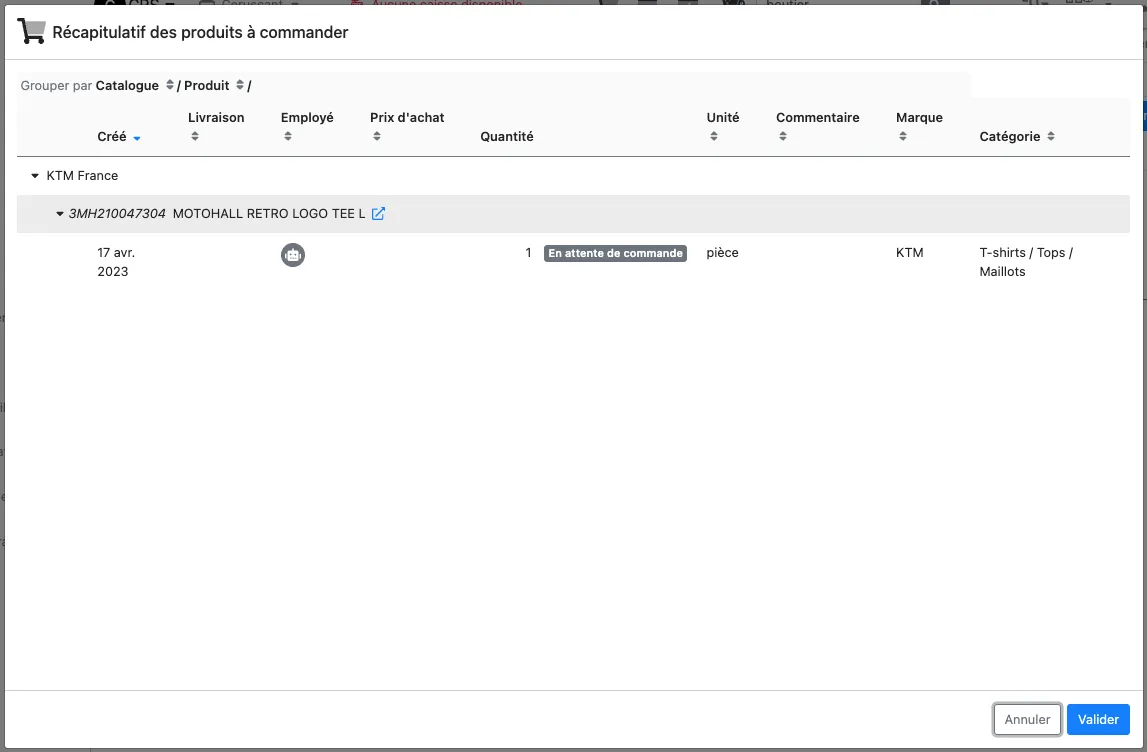 Récapitulatif des produits à commander
Grouper par Catalogue / Produit /
Créé
Livraison
Employé
Prix d'achat
Quantité
Unité
Commentaire
Marque
Catégorie
KTM France
3MH210047304 MOTOHALL RETRO LOGO TEE L
17 avr.
2023
1 En attente de commande
pièce
KTM
T-shirts / Tops /
Maillots
Annuler
Valider